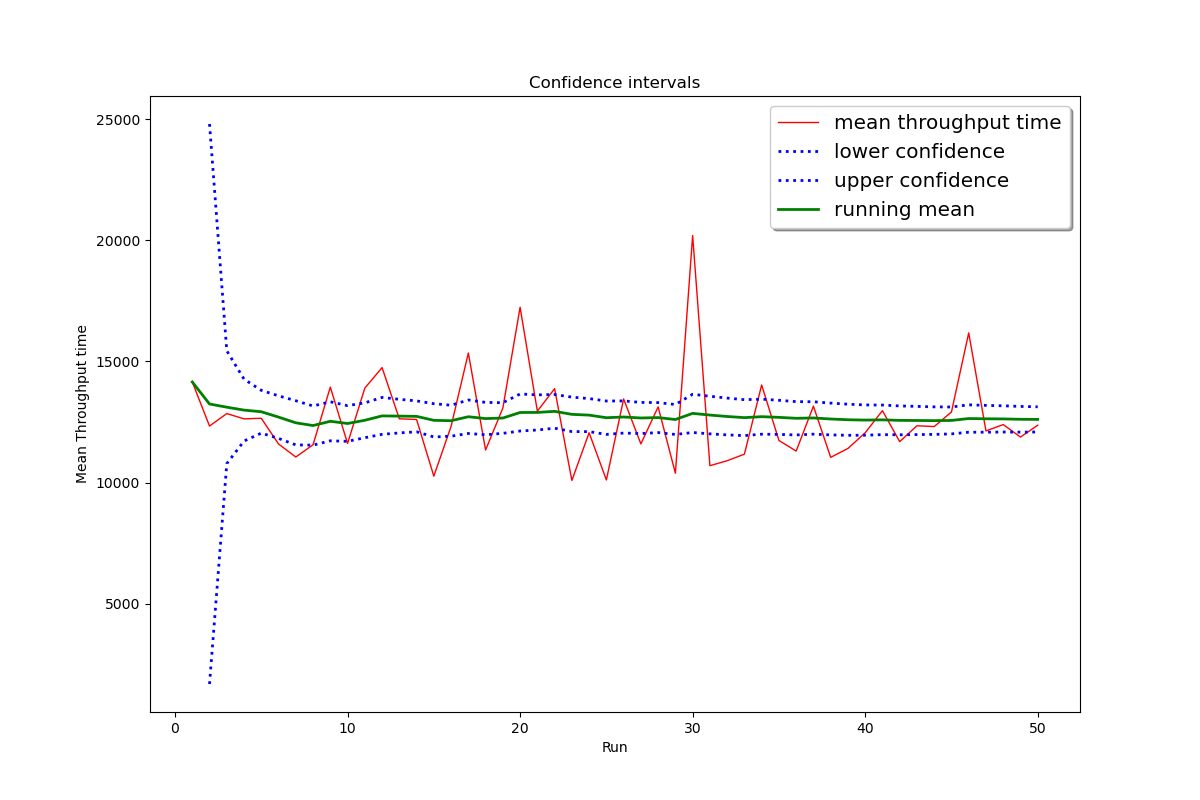 Confidence intervals
mean throughput time
lower confidence
upper confidence
running mean
25000
20000
15000
10000
5000
Mean Throughput time
0 10 20 30 40 50
Run